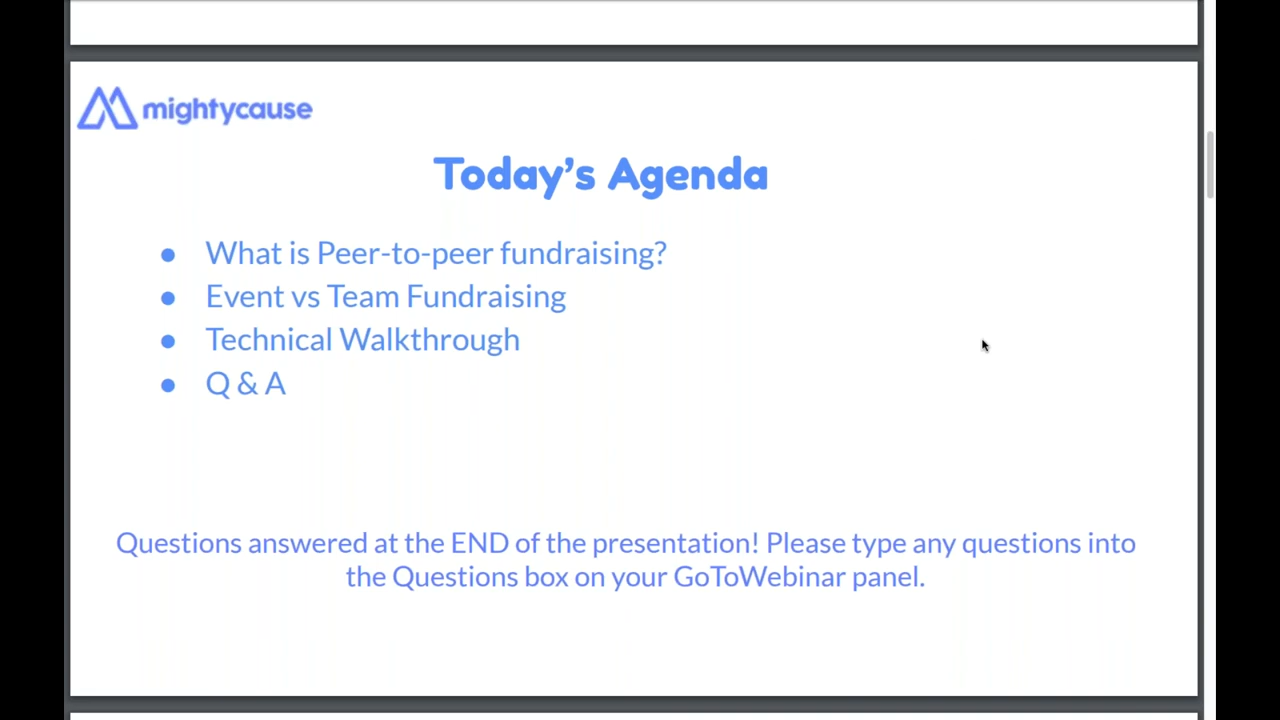 mightycause
Today's Agenda
● What is Peer-to-peer fundraising?
● Event vs Team Fundraising
● Technical Walkthrough
● Q & A
Questions answered at the END of the presentation! Please type any questions into
the Questions box on your GoToWebinar panel.